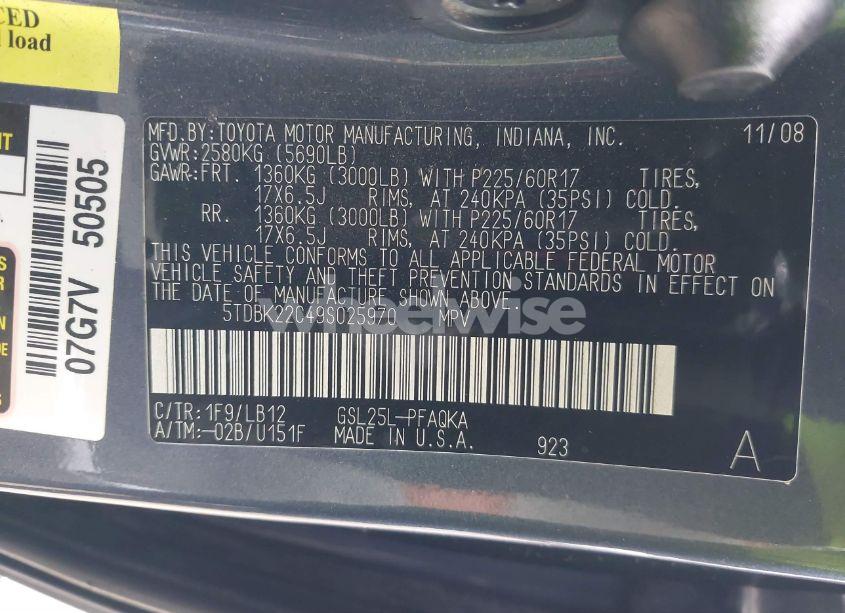 CED
load
NT
07G7V 50505
S
R
N
DE
S
MFD.BY:TOYOTA MOTOR MANUFACTURING, INDIANA, INC. 11/08
GVWR:2580KG (5690LB)
GAWR:FRT. 1360KG (3000LB) WITH P225/60R17 TIRES,
17X6.5J RIMS, AT 240KPA (35PSI) COLD.
RR. 1360KG (3000LB) WITH P225/60R17 TIRES,
17X6.5J RIMS, AT 240KPA (35PSI) COLD.
THIS VEHICLE CONFORMS TO ALL APPLICABLE FEDERAL MOTOR
VEHICLE SAFETY AND THEFT PREVENTION STANDARDS IN EFFECT ON
THE DATE OF MANUFACTURE SHOWN ABOVE.
5TDBK22C49S025970 MPV
wheelwise
C/TR:1F9/LB12 GSL25L-PFAQKA
A/TM:-02B/U151F MADE IN U.S.A. 923 A